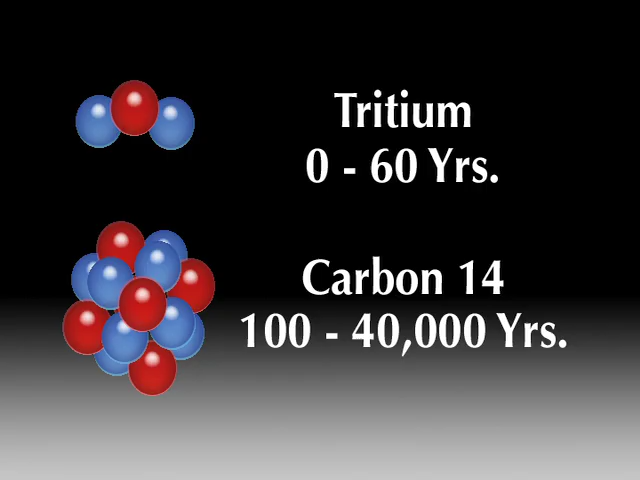 Tritium
0 - 60 Yrs.
Carbon 14
100 - 40,000 Yrs.